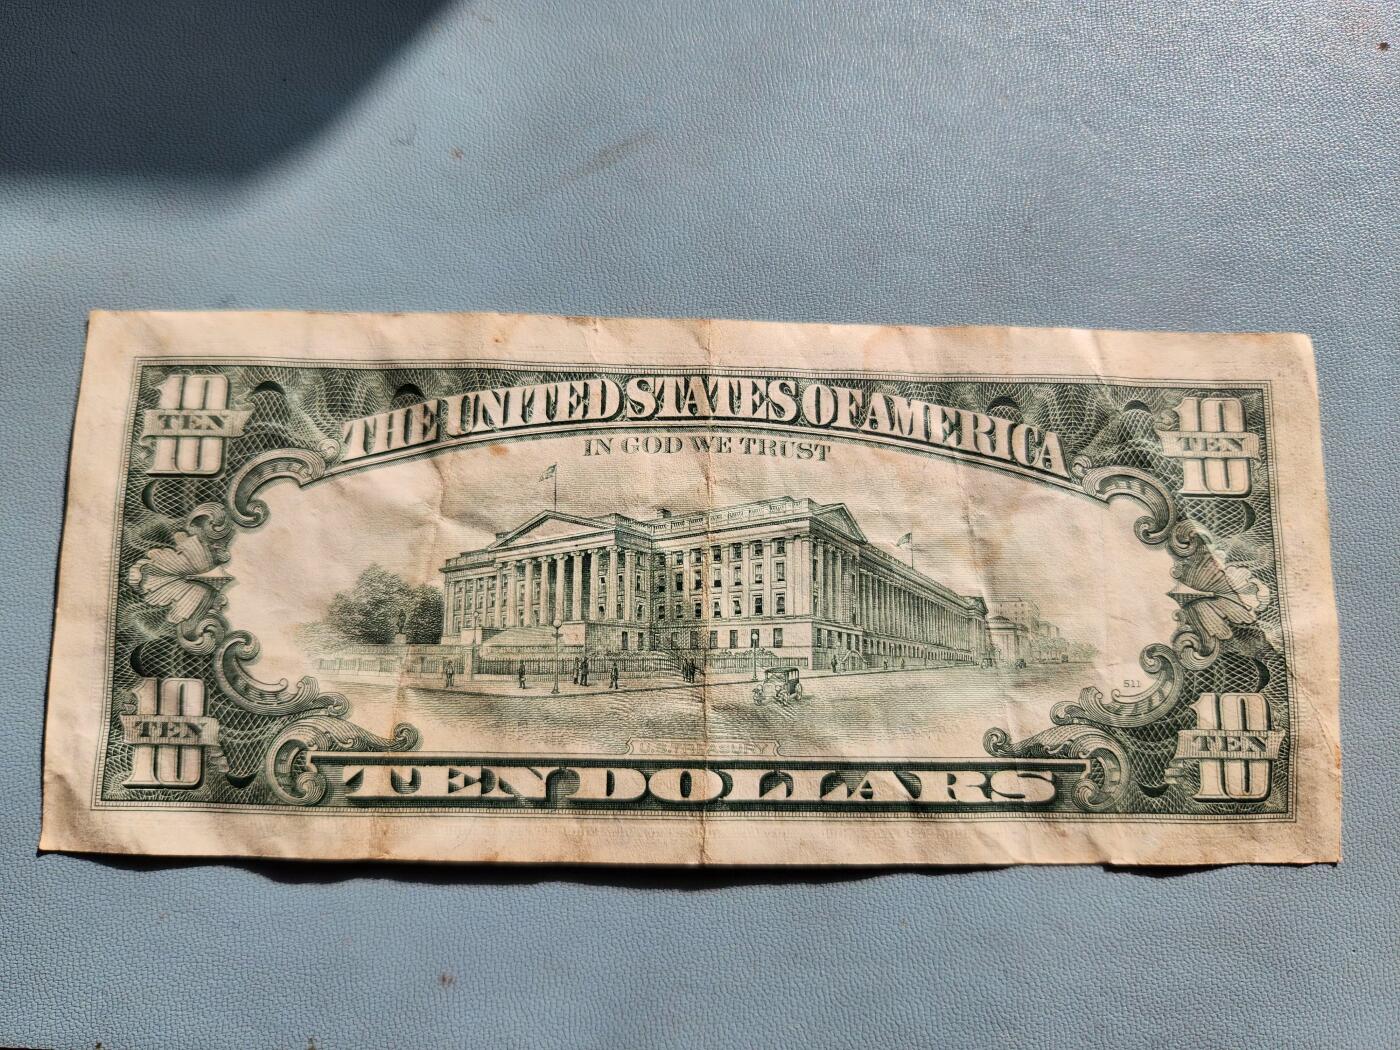 10
TEN
10
THE UNITED STATES OF AMERICA
10
TEN
10
IN GOD WE TRUST
511
10
TEN
10
U.S. TREASURY
10
TEN
10
TEN DOLLARS